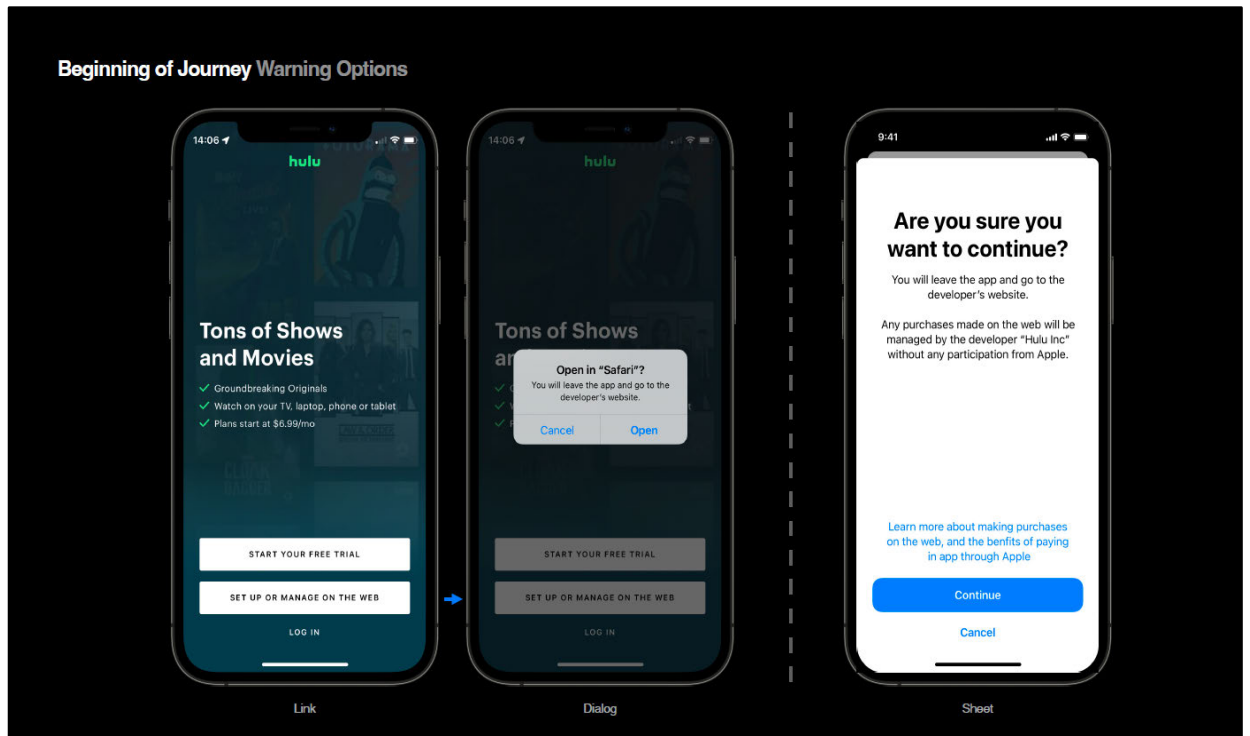 Beginning of Journey Warning Options
14:06
hulu
Tons of Shows
and Movies
Groundbreaking Originals
Watch on your TV, laptop, phone or tablet
Plans start at $6.99/mo
START YOUR FREE TRIAL
SET UP OR MANAGE ON THE WEB
LOG IN
Link
14:06
hulu
Tons of Shows
Open in “Safari”?
You will leave the app and go to the
developer’s website.
Cancel
Open
START YOUR FREE TRIAL
SET UP OR MANAGE ON THE WEB
LOG IN
Dialog
9:41
Are you sure you
want to continue?
You will leave the app and go to the
developer’s website.
Any purchases made on the web will be
managed by the developer “Hulu Inc”
without any participation from Apple.
Learn more about making purchases
on the web, and the benfits of paying
in app through Apple
Continue
Cancel
Sheet